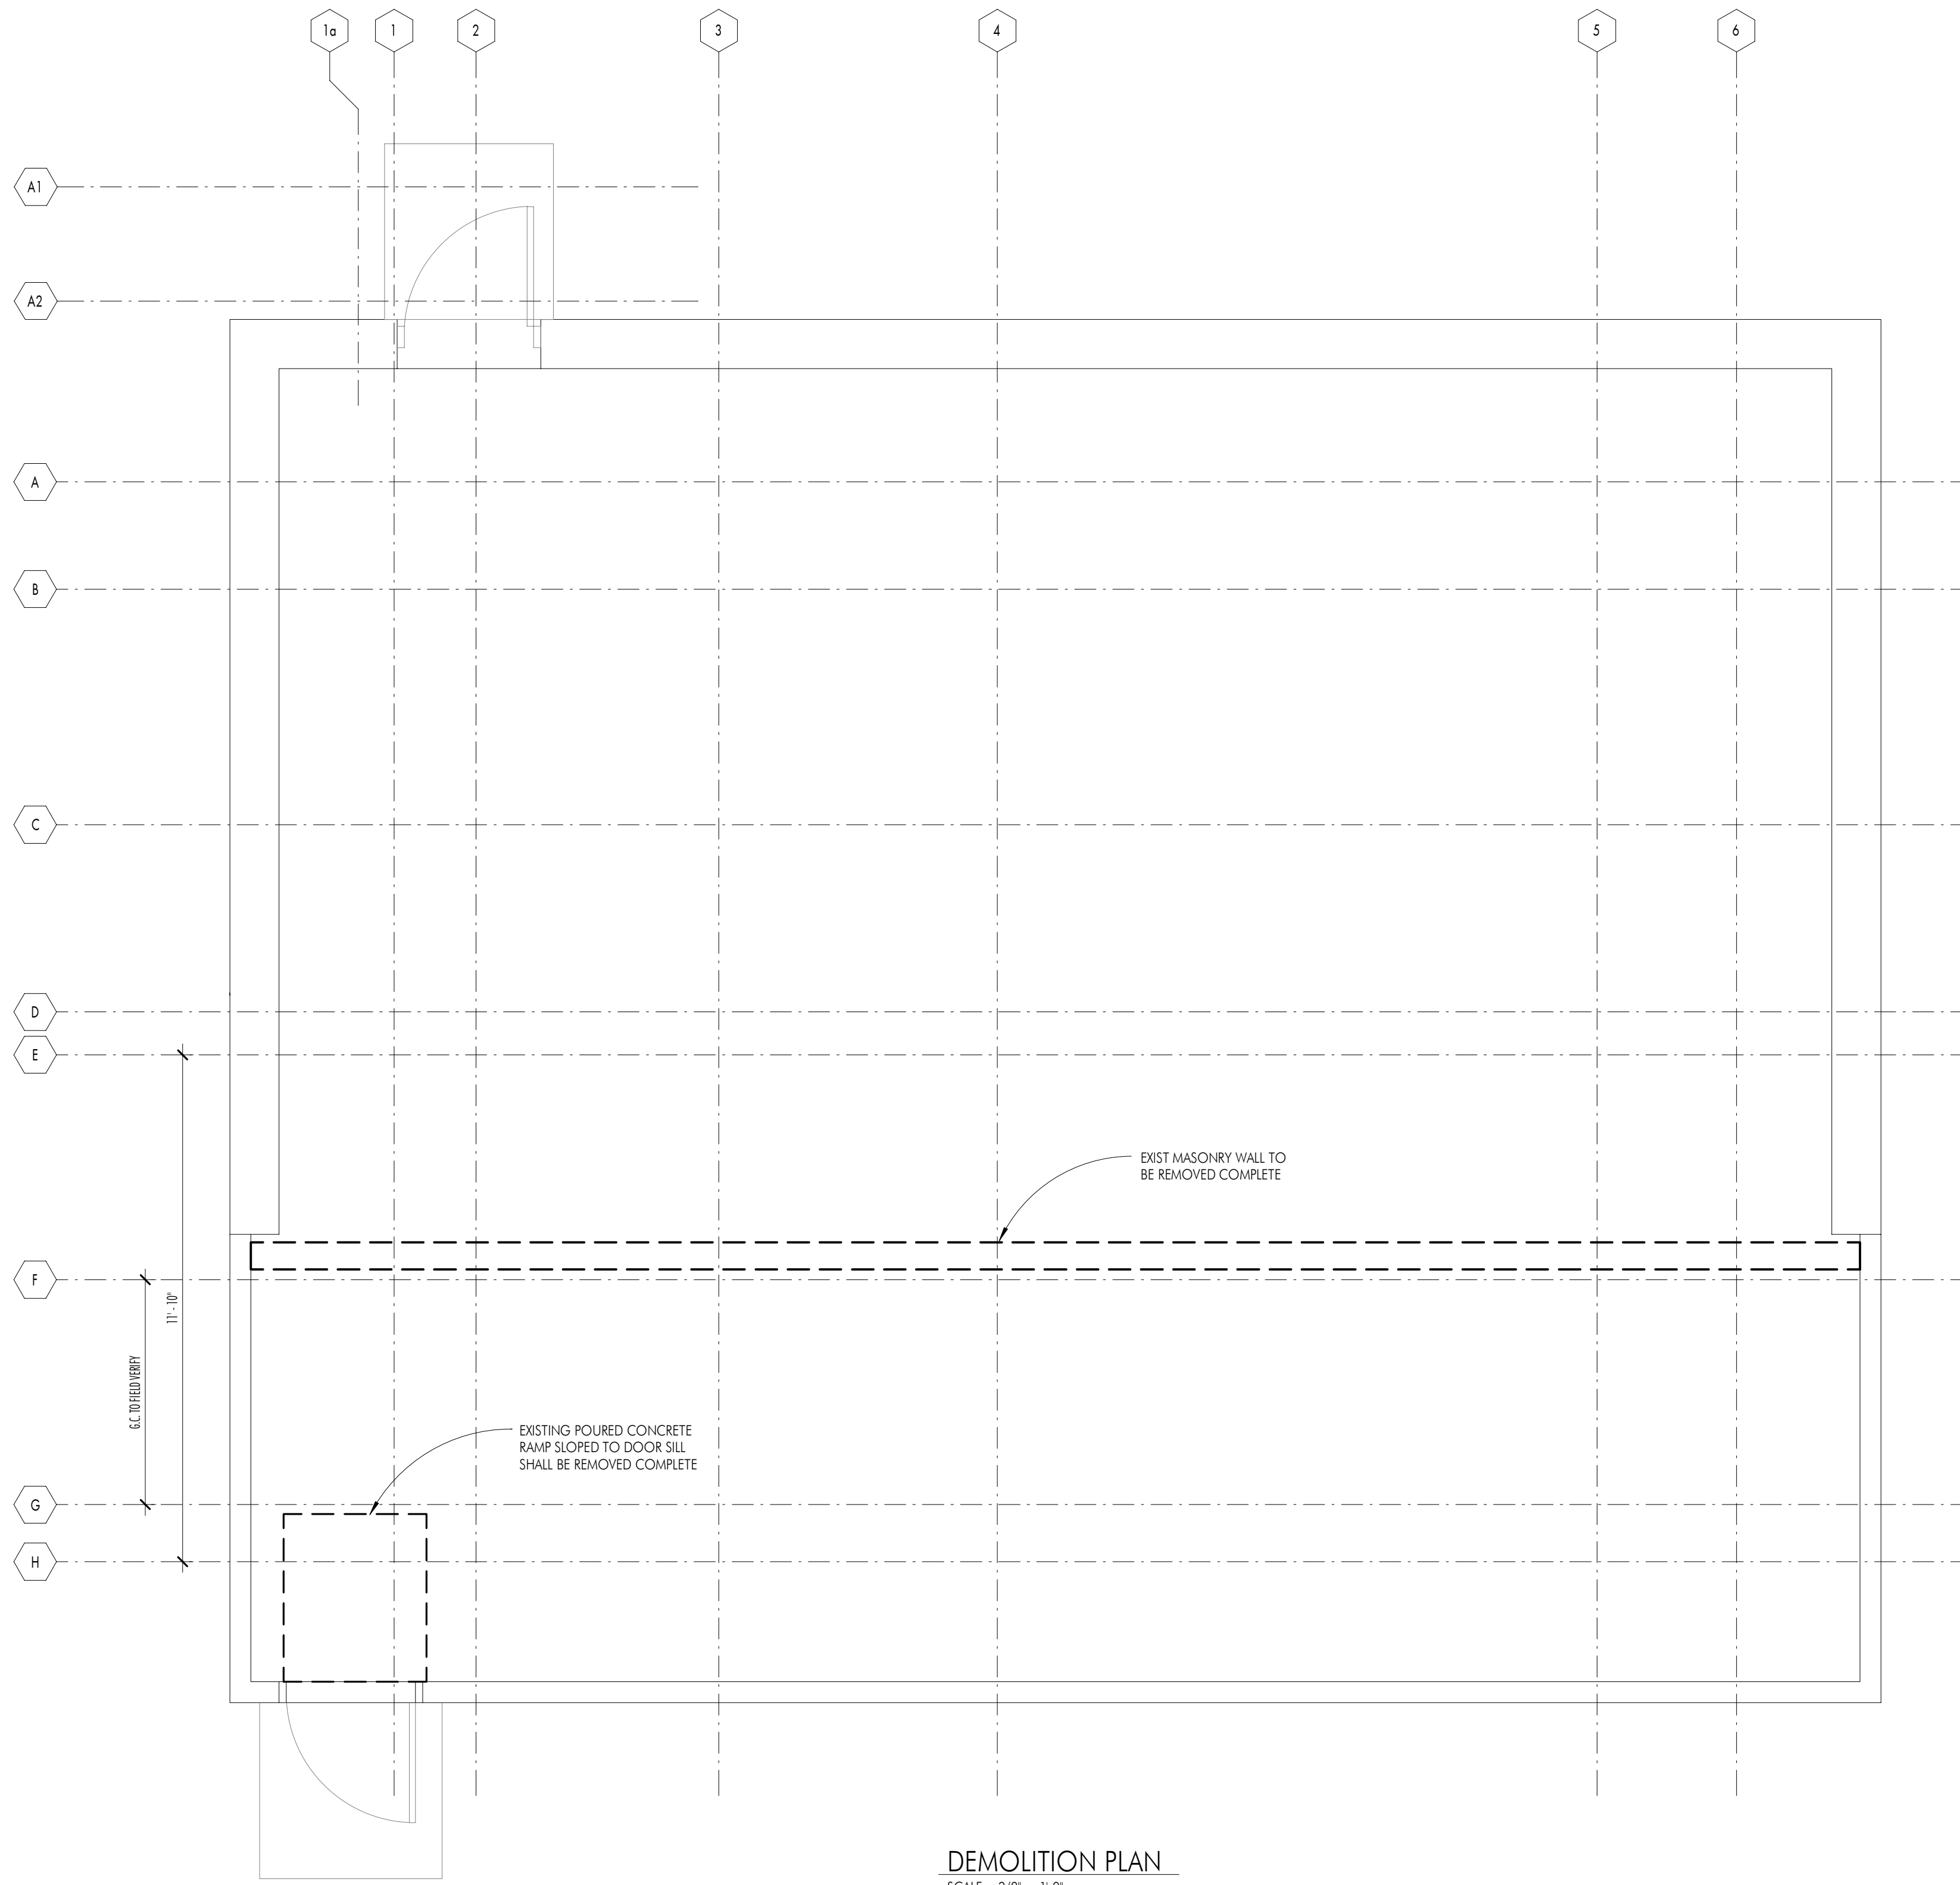 1a
1
2
3
4
5
6
A1
A2
A
B
C
D
E
EXIST MASONRY WALL TO
BE REMOVED COMPLETE
F
11' - 10"
G.C. TO FIELD VERIFY
EXISTING POURED CONCRETE
RAMP SLOPED TO DOOR SILL
SHALL BE REMOVED COMPLETE
G
H
DEMOLITION PLAN